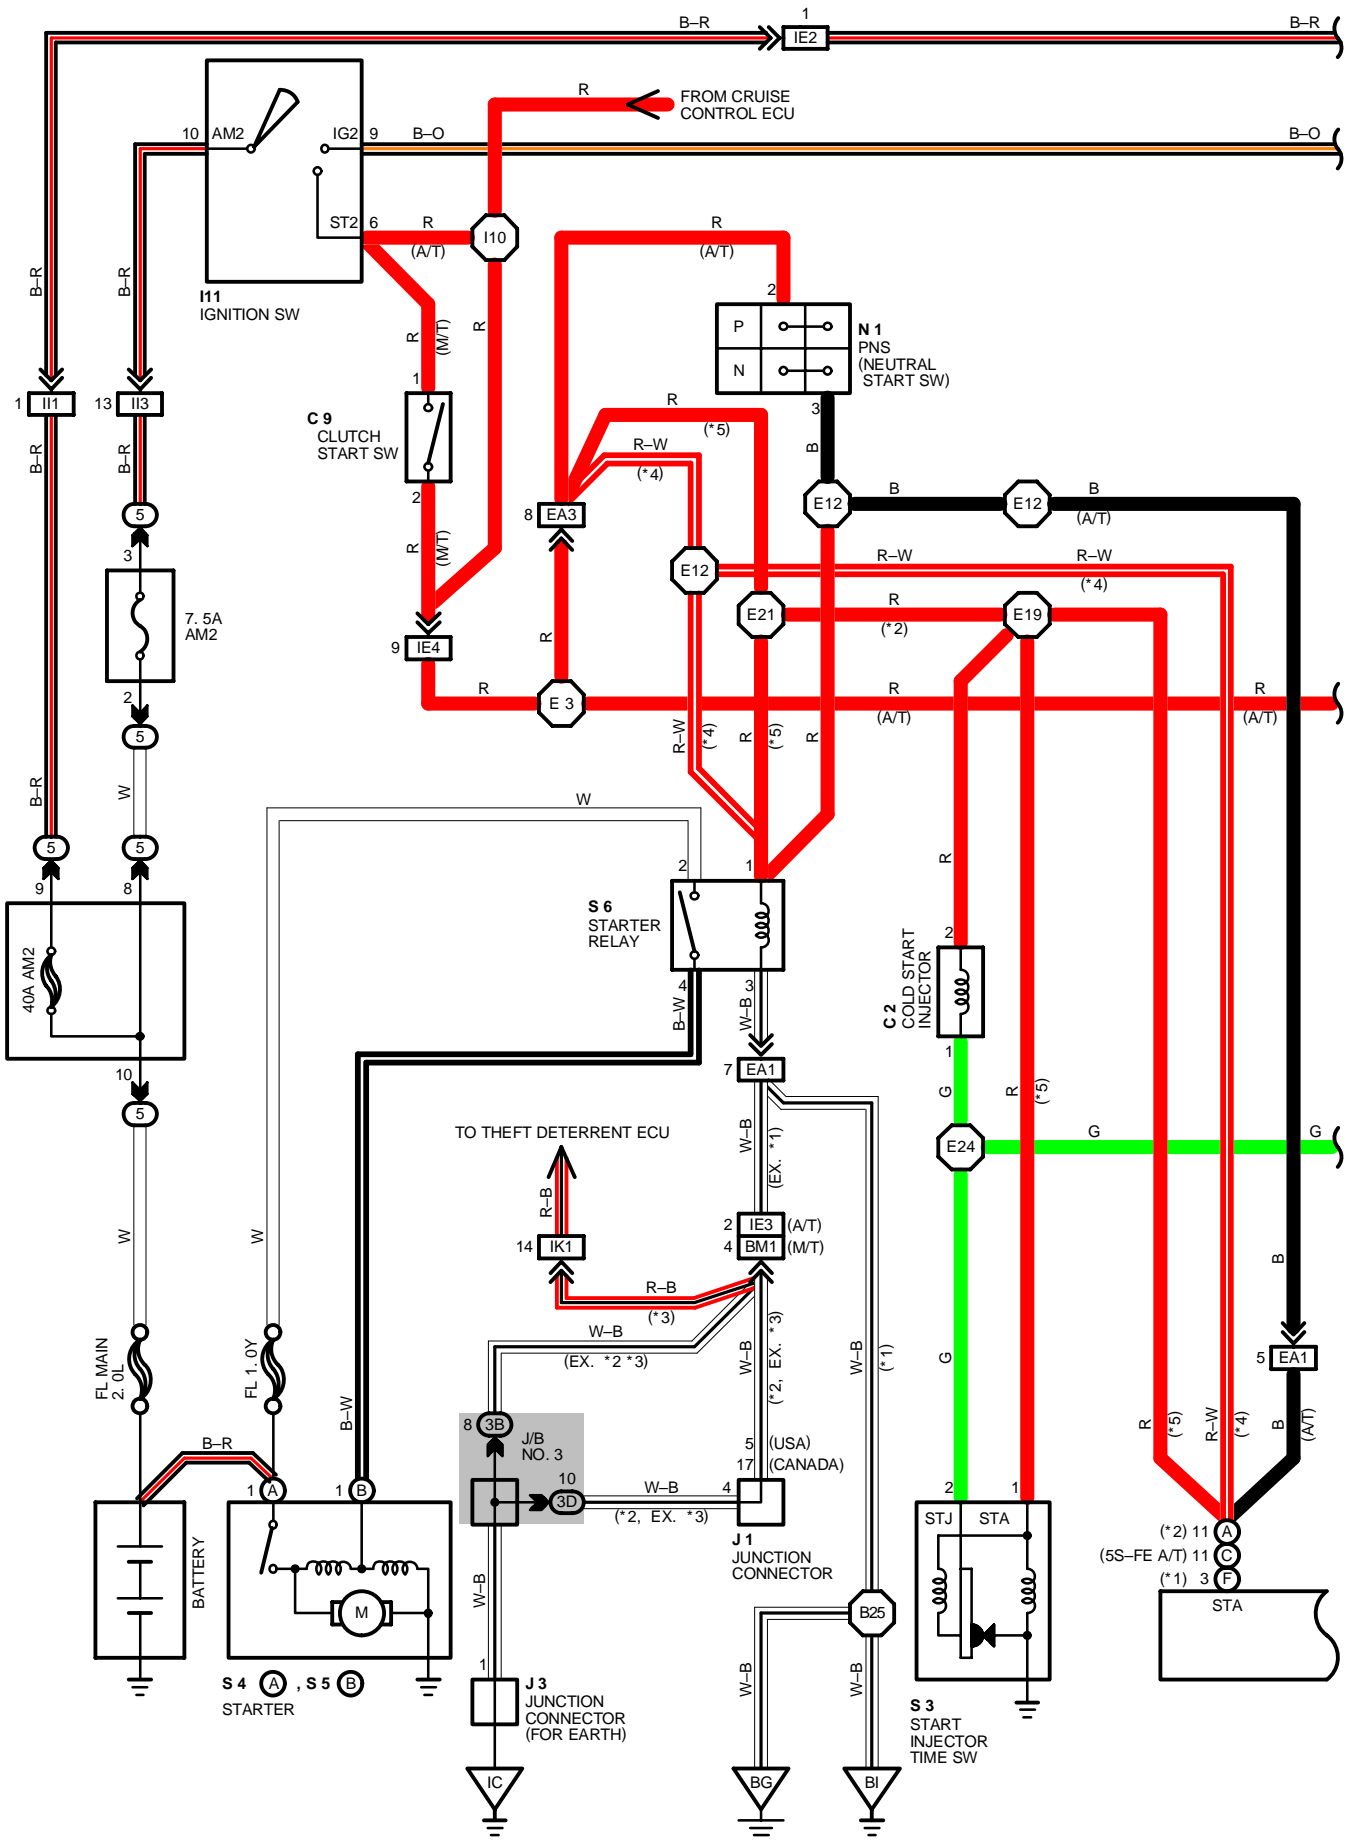 B–R
1
IE2
B–R
R
FROM CRUISE
CONTROL ECU
10
AM2
IG2
9
B–O
B–O
ST2
6
R
(A/T)
I10
R
(A/T)
B–R
B–R
I11
IGNITION SW
R
(M/T)
R
2
P
N
N 1
PNS
(NEUTRAL
START SW)
1
1
II1
13
II3
C 9
CLUTCH
START SW
R
(*5)
3
B–R
B–R
R–W
(*4)
B
2
5
8
EA3
E12
B
E12
B
(A/T)
3
R
(M/T)
E12
R–W
R–W
(*4)
7. 5A
AM2
E21
R
(*2)
E19
9
IE4
R
2
R
E 3
R
(A/T)
R
(A/T)
5
R–W
(*4)
R
(*5)
R
B–R
W
W
5
5
9
8
2
1
R
S 6
STARTER
RELAY
40A AM2
2
C 2
COLD START
INJECTOR
4
3
B–W
W–B
10
7
EA1
1
5
G
R
(*5)
TO THEFT DETERRENT ECU
W–B
(EX. *1)
E24
G
G
R–B
2
IE3
(A/T)
14
IK1
4
BM1
(M/T)
W
W
B
R–B
(*3)
W–B
(EX. *2 *3)
W–B
(*2, EX. *3)
W–B
(*1)
G
5
EA1
FL MAIN
2. 0L
FL 1. 0Y
B–W
R
(*5)
R–W
(*4)
B
(A/T)
8
3B
J/B
NO. 3
5
(USA)
17
(CANADA)
B–R
10
3D
W–B
(*2, EX. *3)
4
1
A
1
B
2
1
STJ
STA
(*2) 11
A
(5S–FE A/T) 11
C
(*1) 3
F
STA
J 1
JUNCTION
CONNECTOR
BATTERY
M
W–B
B25
1
S 4
A
, S 5
B
STARTER
J 3
JUNCTION
CONNECTOR
(FOR EARTH)
W–B
W–B
S 3
START
INJECTOR
TIME SW
IC
BG
BI